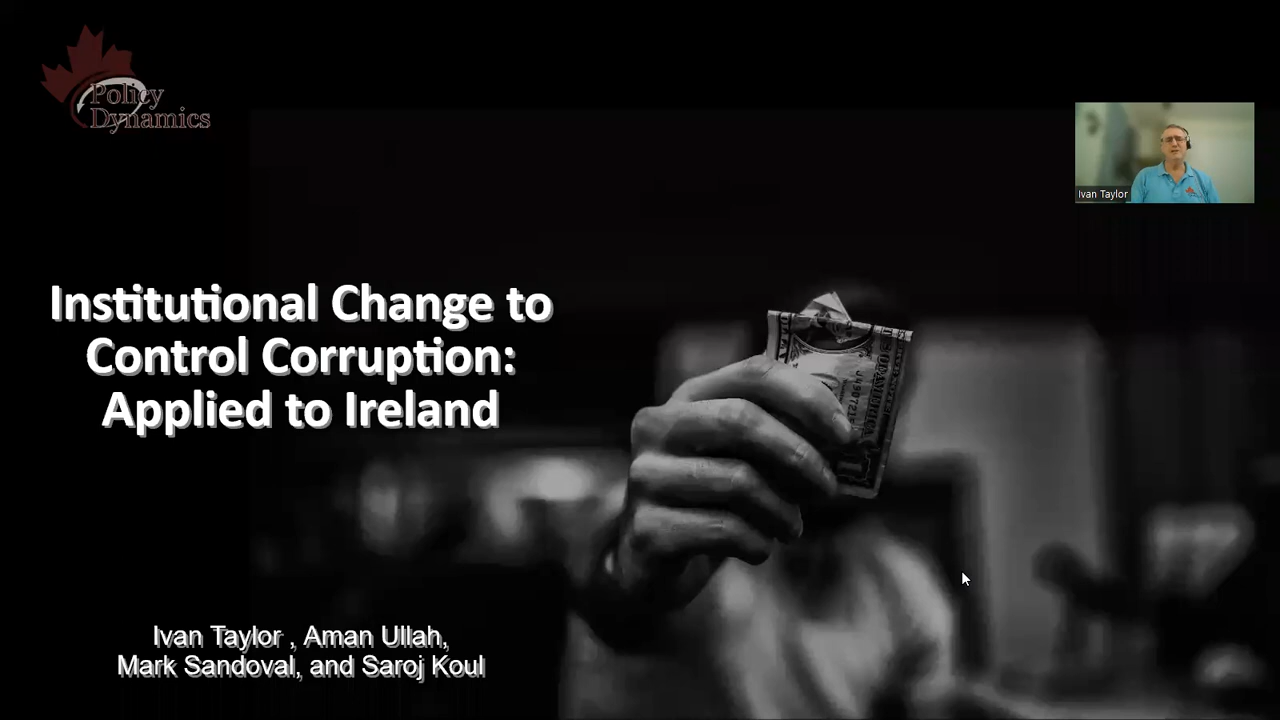 Policy
Dynamics
Ivan Taylor
Institutional Change to
Control Corruption:
Applied to Ireland
Ivan Taylor , Aman Ullah,
Mark Sandoval, and Saroj Koul